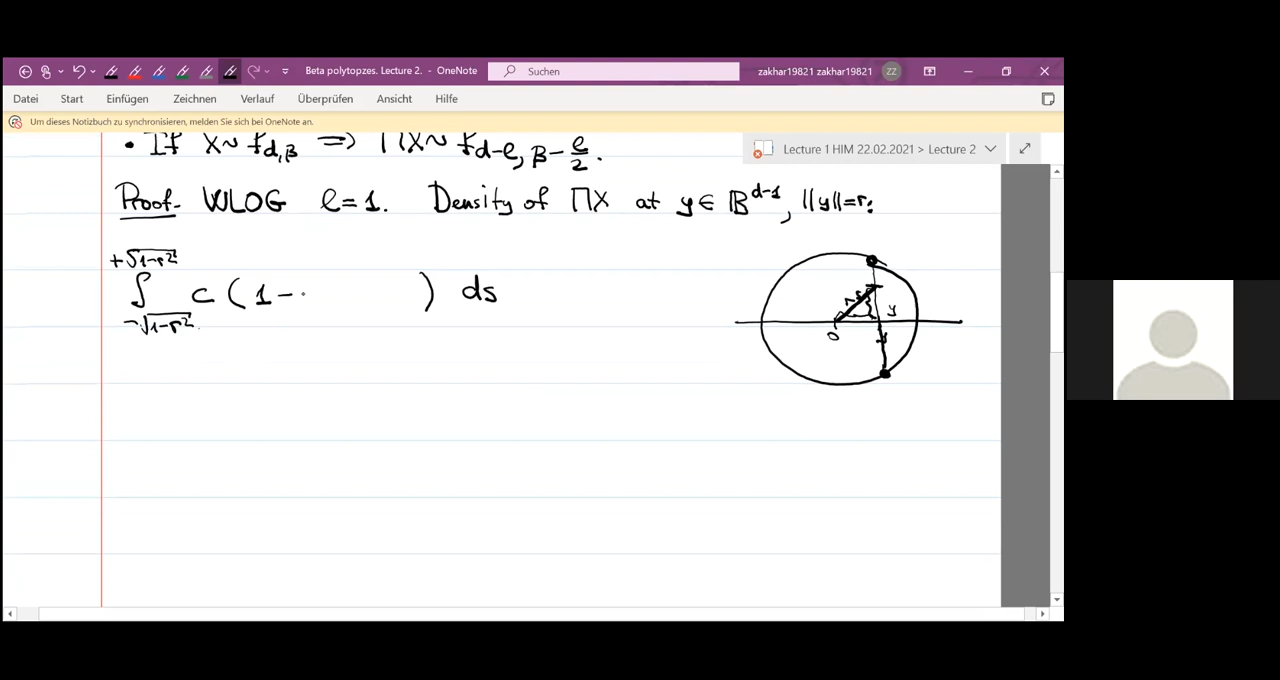 Beta polytopzes. Lecture 2. - OneNote
Suchen
zakhar19821 zakhar19821 ZZ
Datei Start Einfügen Zeichnen Verlauf Überprüfen Ansicht Hilfe
Um dieses Notizbuch zu synchronisieren, melden Sie sich bei OneNote an.
Lecture 1 HIM 22.02.2021 > Lecture 2
• If X ~ f_{d,β} ⟹ ΠX ~ f_{d-ℓ, β-ℓ/2}.
Proof. WLOG ℓ=1. Density of ΠX at y ∈ 𝔹^{d-1}, ||y||=r:
+√(1-r²)
∫ c ( 1 - ) ds
-√(1-r²)
r s y
0